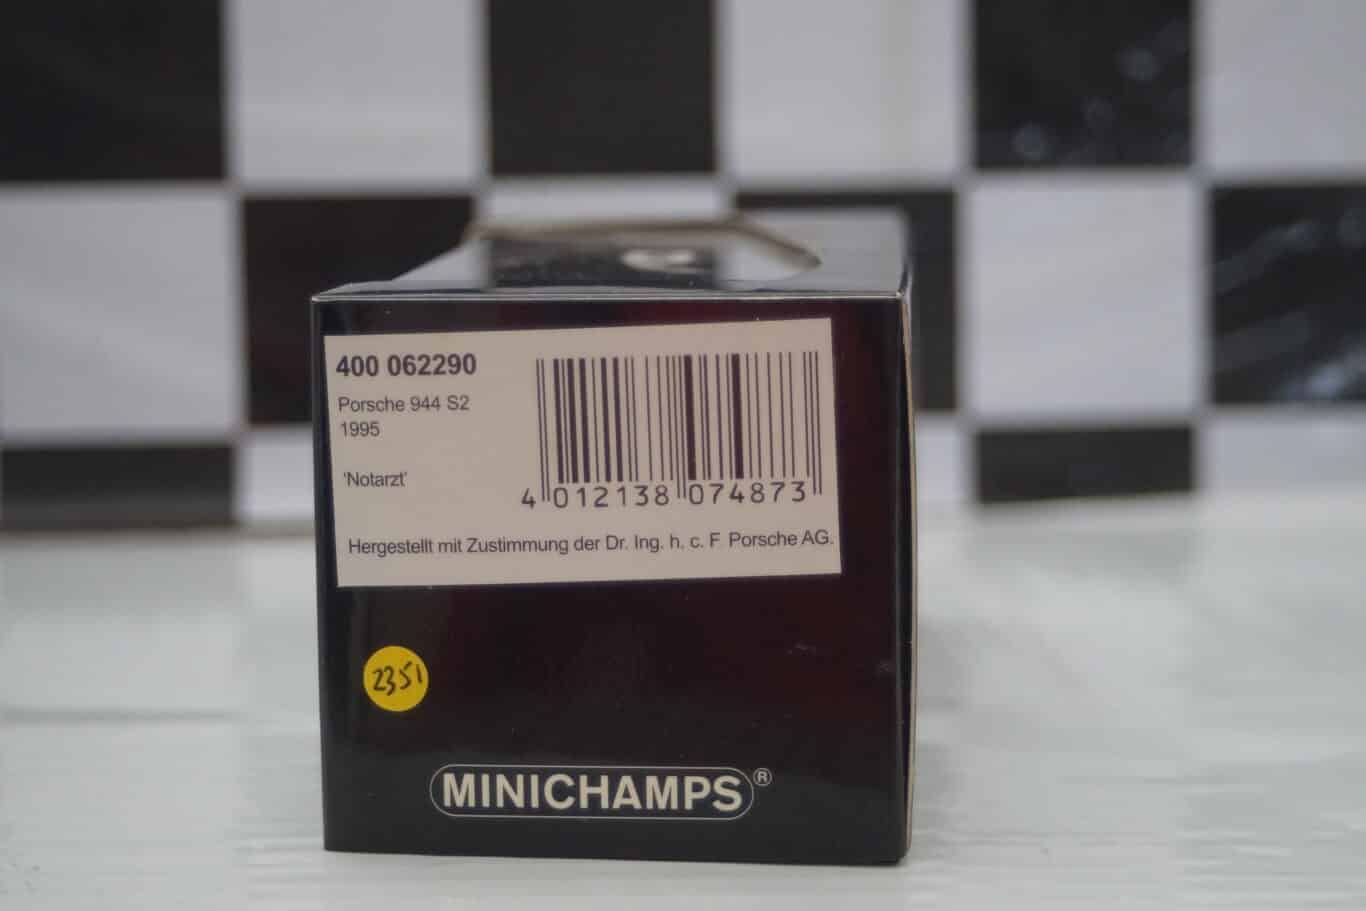 400 062290
Porsche 944 S2
1995
'Notarzt'
4 012138 074873
Hergestellt mit Zustimmung der Dr. Ing. h. c. F Porsche AG.
2351
MINICHAMPS®